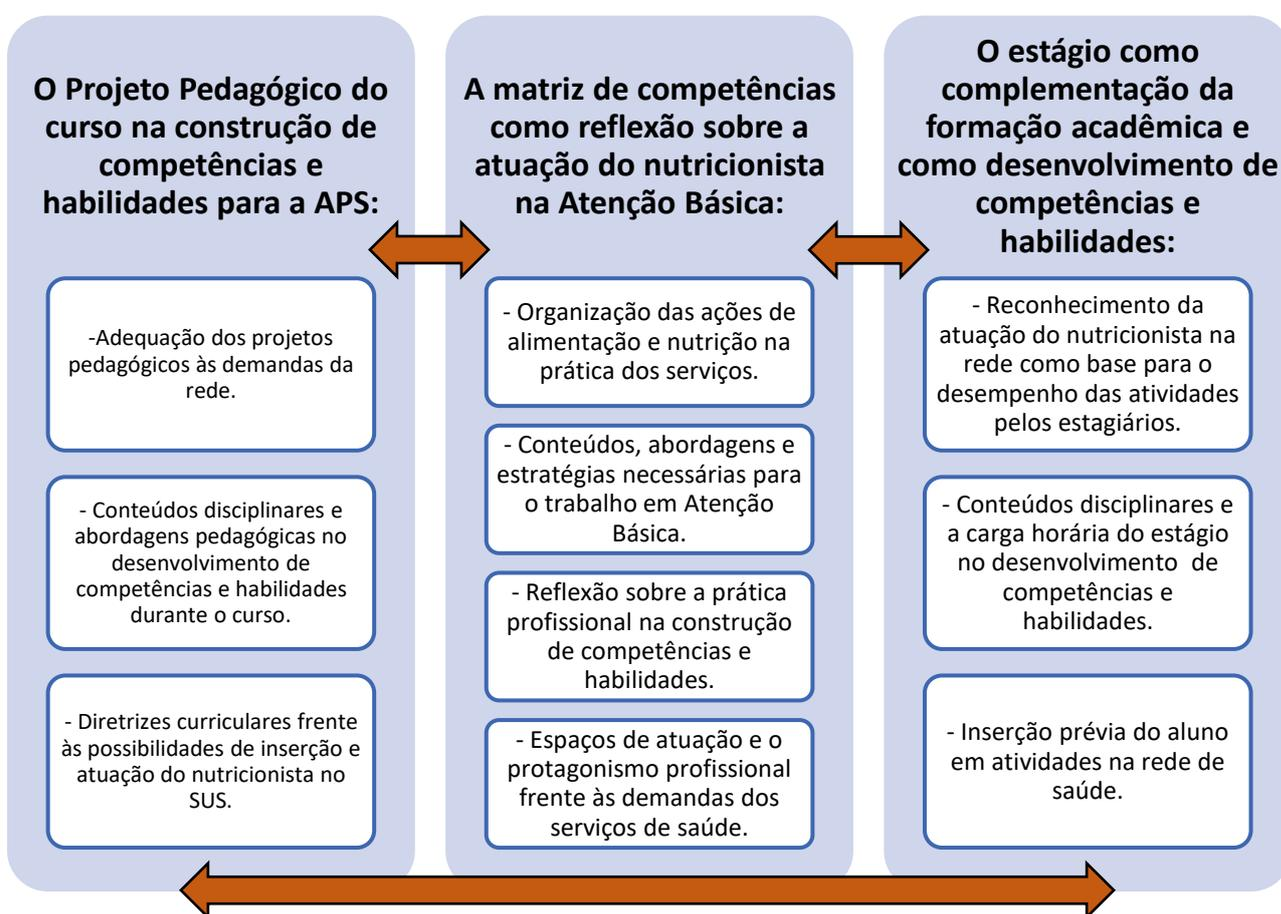 O Projeto Pedagógico do
curso na construção de
competências e
habilidades para a APS:
-Adequação dos projetos
pedagógicos às demandas da
rede.
- Conteúdos disciplinares e
abordagens pedagógicas no
desenvolvimento de
competências e habilidades
durante o curso.
- Diretrizes curriculares frente
às possibilidades de inserção e
atuação do nutricionista no
SUS.
A matriz de competências
como reflexão sobre a
atuação do nutricionista
na Atenção Básica:
- Organização das ações de
alimentação e nutrição na
prática dos serviços.
- Conteúdos, abordagens e
estratégias necessárias para
o trabalho em Atenção
Básica.
- Reflexão sobre a prática
profissional na construção
de competências e
habilidades.
- Espaços de atuação e o
protagonismo profissional
frente às demandas dos
serviços de saúde.
O estágio como
complementação da
formação acadêmica e
como desenvolvimento de
competências e
habilidades:
- Reconhecimento da
atuação do nutricionista na
rede como base para o
desempenho das atividades
pelos estagiários.
- Conteúdos disciplinares e
a carga horária do estágio
no desenvolvimento de
competências e
habilidades.
- Inserção prévia do aluno
em atividades na rede de
saúde.